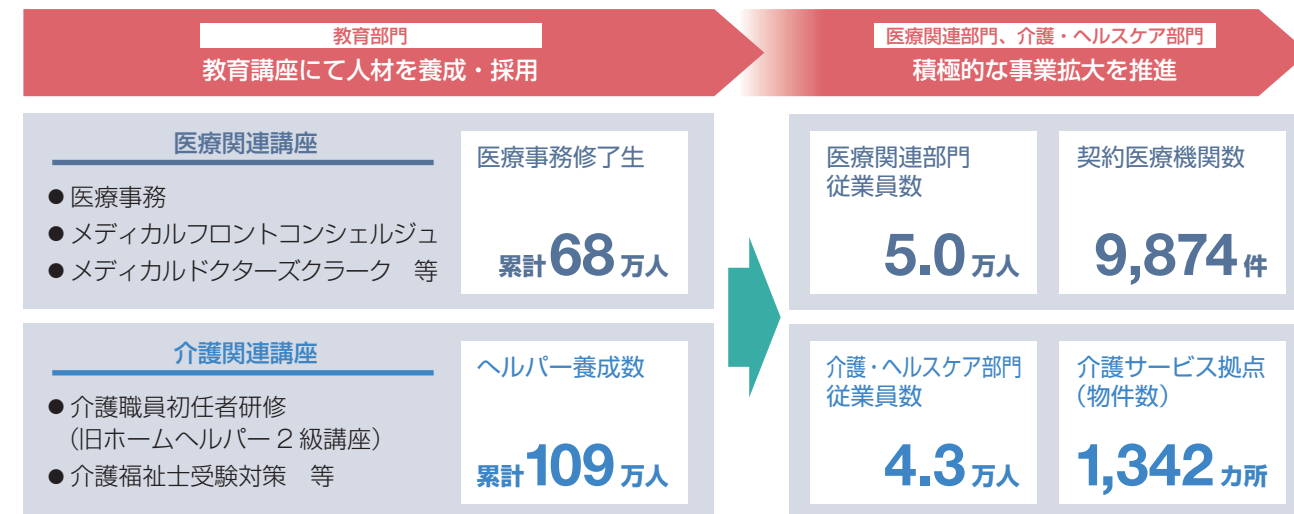 教育部門
教育講座にて人材を養成・採用
医療関連部門、介護・ヘルスケア部門
積極的な事業拡大を推進
医療関連講座
●医療事務
●メディカルフロントコンシェルジュ
●メディカルドクターズクラーク　等
医療事務修了生
累計68万人
医療関連部門
従業員数
5.0万人
契約医療機関数
9,874件
介護関連講座
●介護職員初任者研修
（旧ホームヘルパー２級講座）
●介護福祉士受験対策　等
ヘルパー養成数
累計109万人
介護・ヘルスケア部門
従業員数
4.3万人
介護サービス拠点
（物件数）
1,342カ所